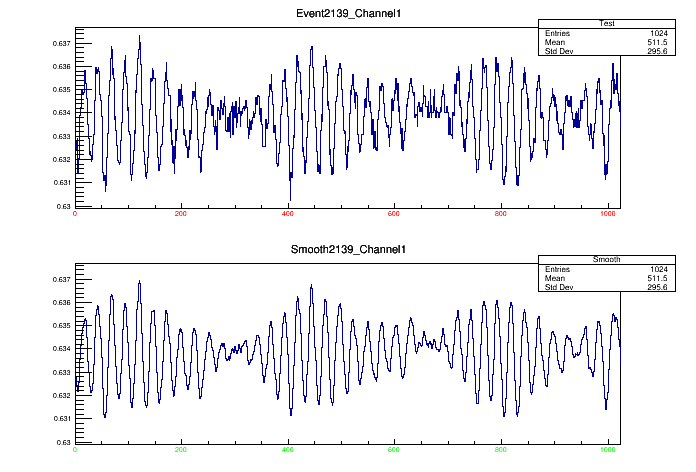 Event2139_Channel1
Test
Entries 1024
Mean 511.5
Std Dev 295.6
0.637
0.636
0.635
0.634
0.633
0.632
0.631
0.63
0 200 400 600 800 1000
Smooth2139_Channel1
Smooth
Entries 1024
Mean 511.5
Std Dev 295.6
0.637
0.636
0.635
0.634
0.633
0.632
0.631
0.63
0 200 400 600 800 1000